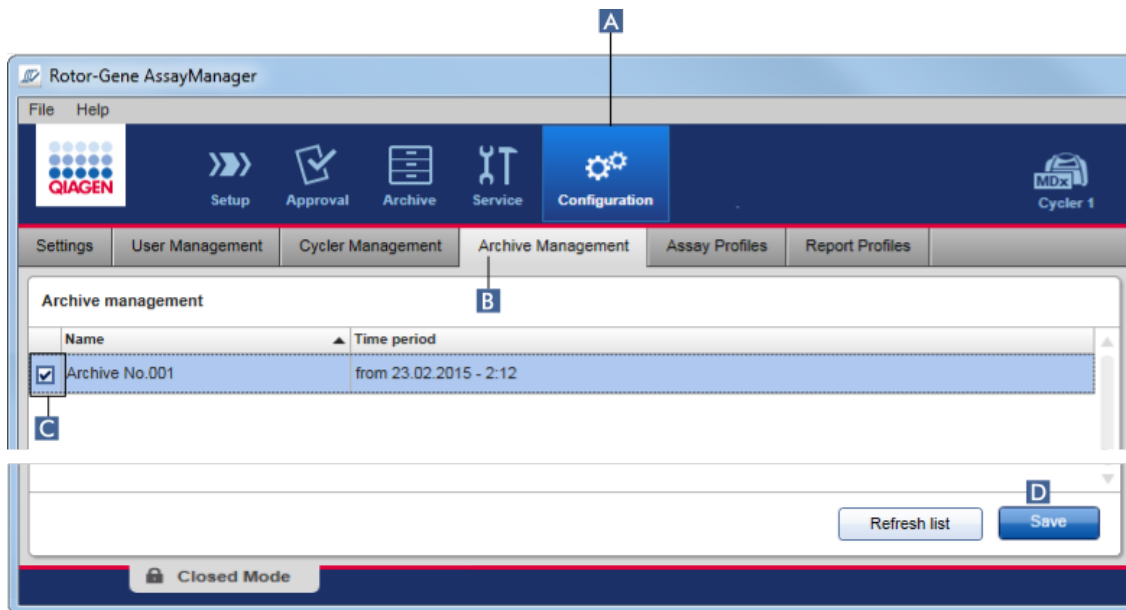 A
Rotor-Gene AssayManager
File Help
QIAGEN
Setup Approval Archive Service Configuration
MDx
Cycler 1
Settings User Management Cycler Management Archive Management Assay Profiles Report Profiles
B
Archive management
Name Time period
Archive No.001 from 23.02.2015 - 2:12
C
D
Refresh list Save
Closed Mode